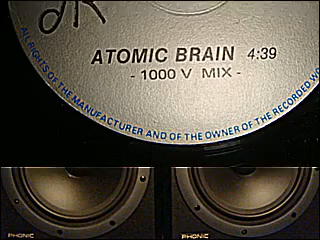 ATOMIC BRAIN 4:39
- 1000 V MIX -
ALL RIGHTS OF THE MANUFACTURER AND OF THE OWNER OF THE RECORDED
PHONIC
PHONIC